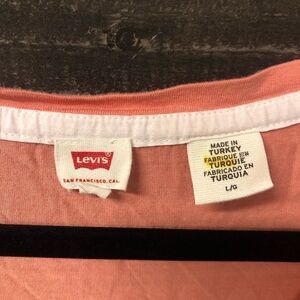 LEVI'S
SAN FRANCISCO, CAL.
MADE IN
TURKEY
FABRIQUÉ EN
TURQUIE
FABRICADO EN
TURQUIA
L/G